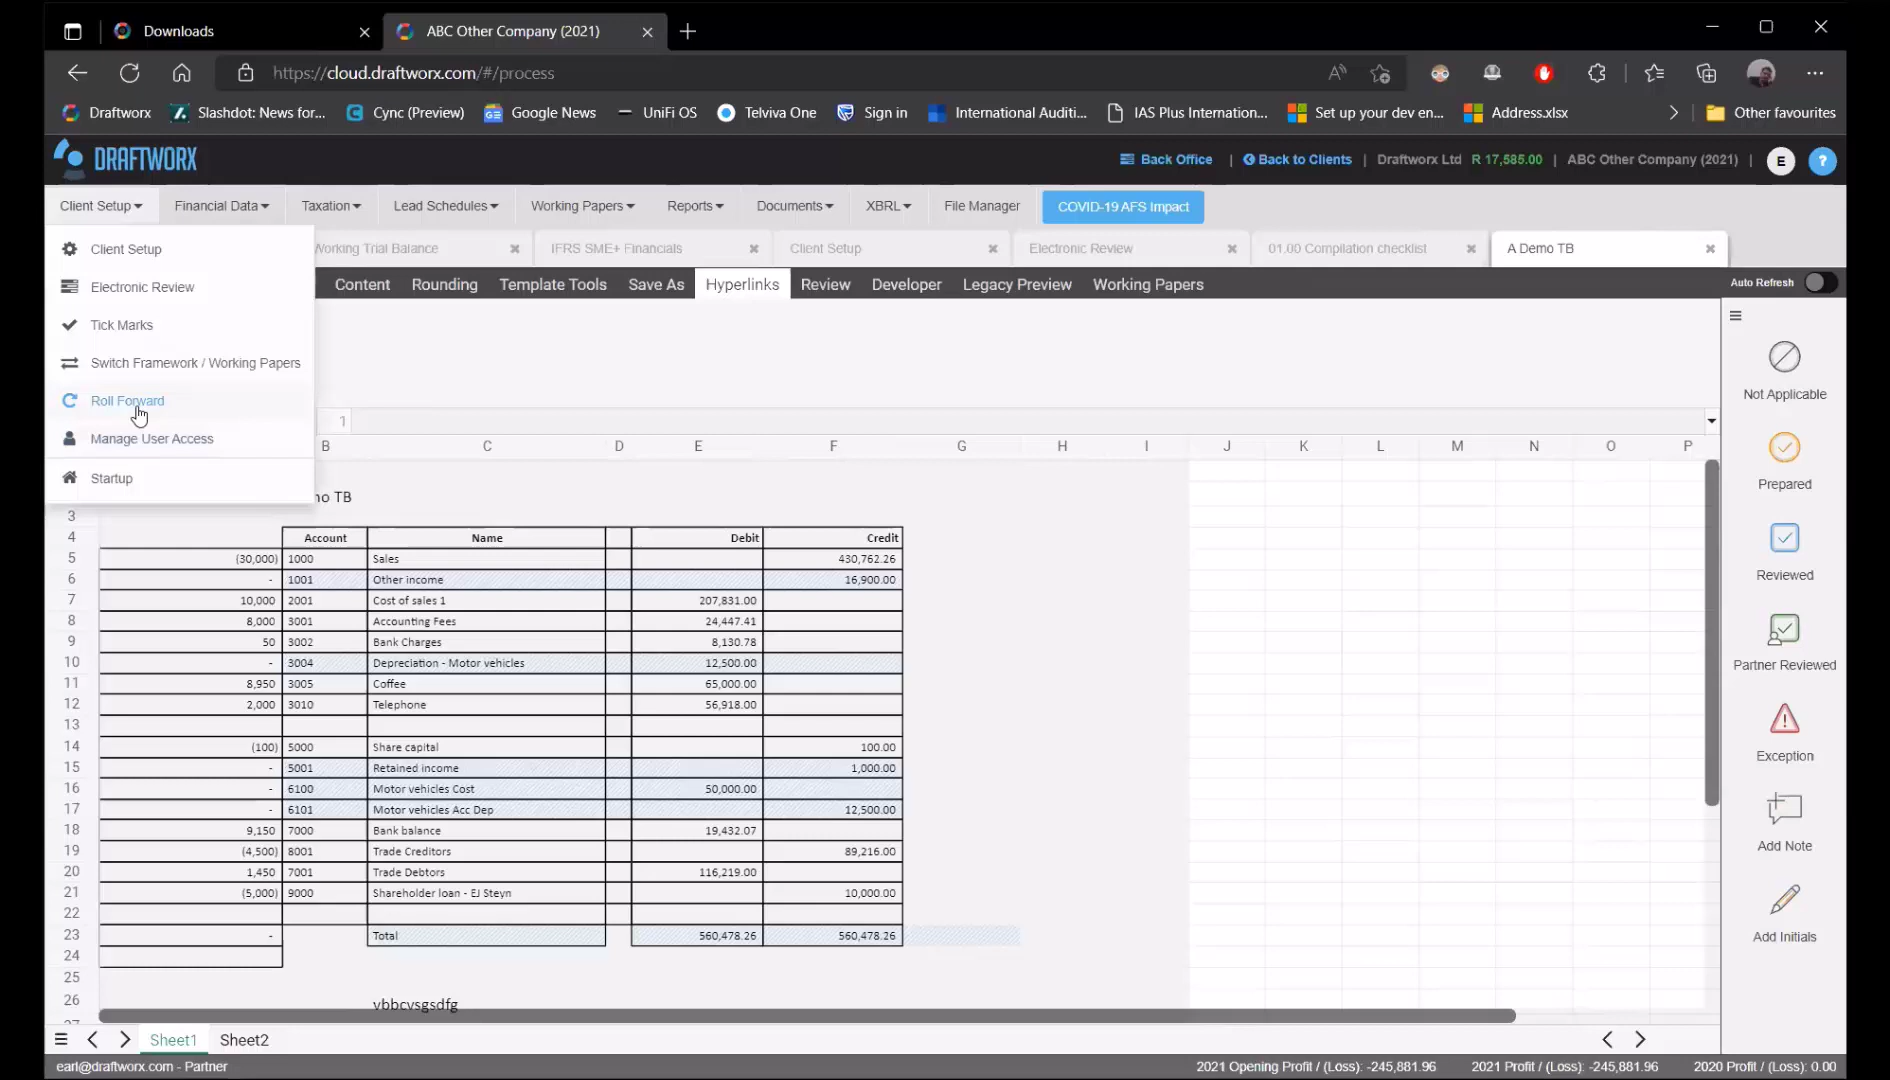 Downloads
ABC Other Company (2021)
https://cloud.draftworx.com/#/process
Draftworx
Slashdot: News for...
Cync (Preview)
Google News
UniFi OS
Telviva One
Sign in
International Auditi...
IAS Plus Internation...
Set up your dev en...
Address.xlsx
Other favourites
DRAFTWORX
Back Office | Back to Clients | Draftworx Ltd R 17,585.00 | ABC Other Company (2021) | E ?
Client Setup
Financial Data
Taxation
Lead Schedules
Working Papers
Reports
Documents
XBRL
File Manager
COVID-19 AFS Impact
Working Trial Balance
IFRS SME+ Financials
Client Setup
Electronic Review
01.00 Compilation checklist
A Demo TB
Client Setup
Electronic Review
Tick Marks
Switch Framework / Working Papers
Roll Forward
Manage User Access
Startup
Content
Rounding
Template Tools
Save As
Hyperlinks
Review
Developer
Legacy Preview
Working Papers
Auto Refresh
1
B C D E F G H I J K L M N O P
no TB
3
4 Account Name Debit Credit
5 (30,000) 1000 Sales 430,762.26
6 - 1001 Other income 16,900.00
7 10,000 2001 Cost of sales 1 207,831.00
8 8,000 3001 Accounting Fees 24,447.41
9 50 3002 Bank Charges 8,130.78
10 - 3004 Depreciation - Motor vehicles 12,500.00
11 8,950 3005 Coffee 65,000.00
12 2,000 3010 Telephone 56,918.00
13
14 (100) 5000 Share capital 100.00
15 - 5001 Retained income 1,000.00
16 - 6100 Motor vehicles Cost 50,000.00
17 - 6101 Motor vehicles Acc Dep 12,500.00
18 9,150 7000 Bank balance 19,432.07
19 (4,500) 8001 Trade Creditors 89,216.00
20 1,450 7001 Trade Debtors 116,219.00
21 (5,000) 9000 Shareholder loan - EJ Steyn 10,000.00
22
23 - Total 560,478.26 560,478.26
24
25
26 vbbcvsgsdfg
Not Applicable
Prepared
Reviewed
Partner Reviewed
Exception
Add Note
Add Initials
Sheet1
Sheet2
earl@draftworx.com - Partner
2021 Opening Profit / (Loss): -245,881.96
2021 Profit / (Loss): -245,881.96
2020 Profit / (Loss): 0.00